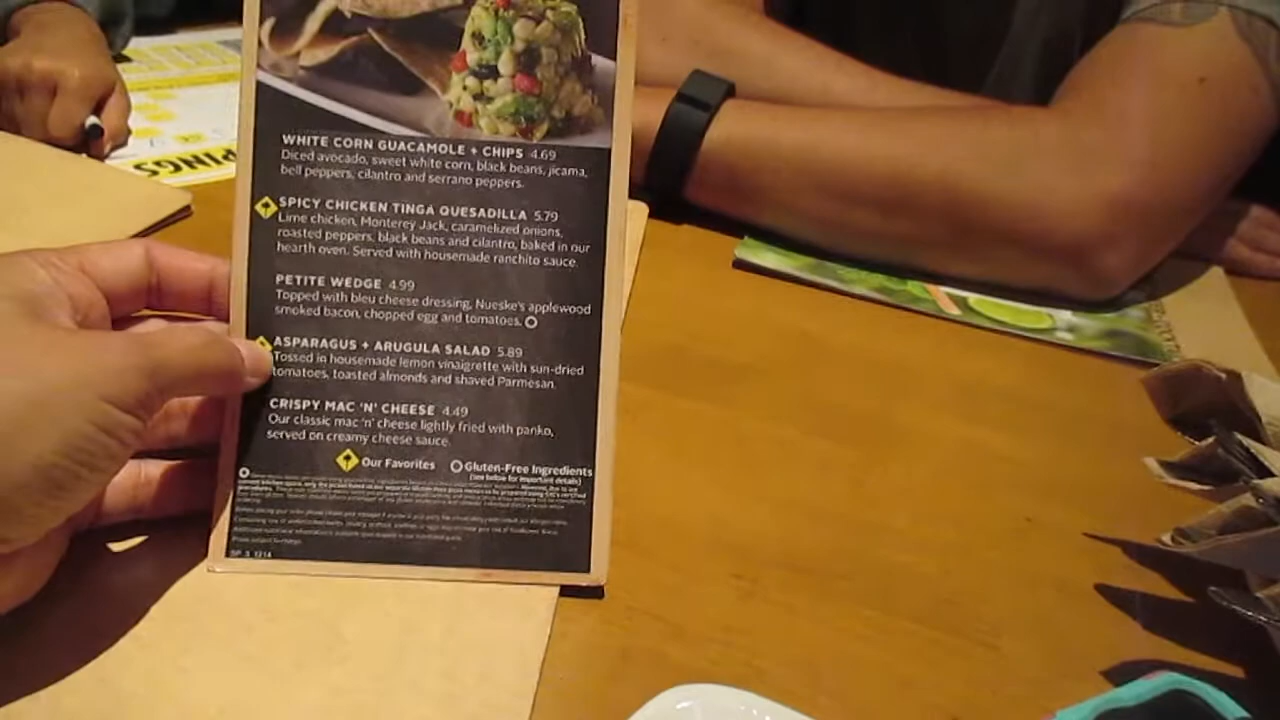 PINGS
WHITE CORN GUACAMOLE + CHIPS 4.69
Diced avocado, sweet white corn, black beans, jicama,
bell peppers, cilantro and serrano peppers.
SPICY CHICKEN TINGA QUESADILLA 5.79
Lime chicken, Monterey Jack, caramelized onions,
roasted peppers, black beans and cilantro, baked in our
hearth oven. Served with housemade ranchito sauce.
PETITE WEDGE 4.99
Topped with bleu cheese dressing, Nueske's applewood
smoked bacon, chopped egg and tomatoes.
ASPARAGUS + ARUGULA SALAD 5.89
Tossed in housemade lemon vinaigrette with sun-dried
tomatoes, toasted almonds and shaved Parmesan.
CRISPY MAC 'N' CHEESE 4.49
Our classic mac 'n' cheese lightly fried with panko,
served on creamy cheese sauce.
Our Favorites Gluten-Free Ingredients
(see below for important details)